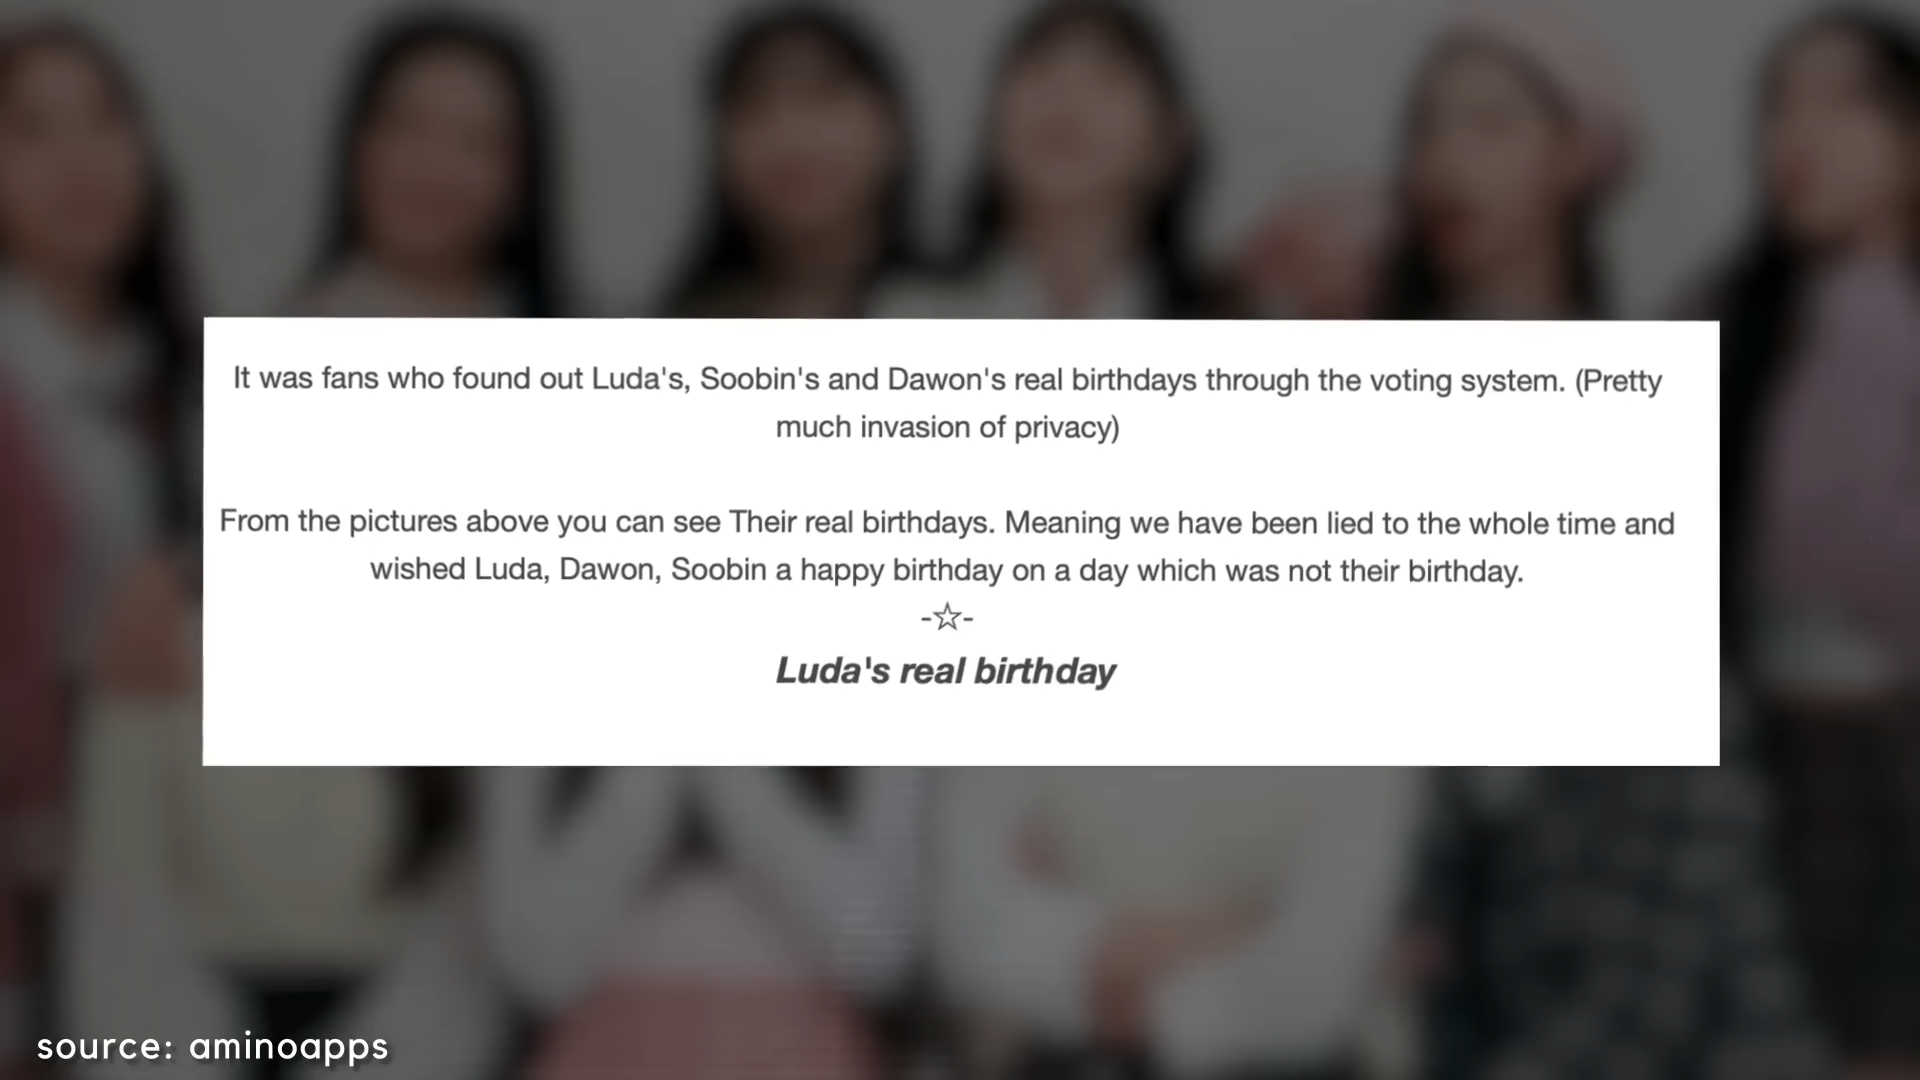 It was fans who found out Luda's, Soobin's and Dawon's real birthdays through the voting system. (Pretty
much invasion of privacy)
From the pictures above you can see Their real birthdays. Meaning we have been lied to the whole time and
wished Luda, Dawon, Soobin a happy birthday on a day which was not their birthday.
-☆-
Luda's real birthday
source: aminoapps